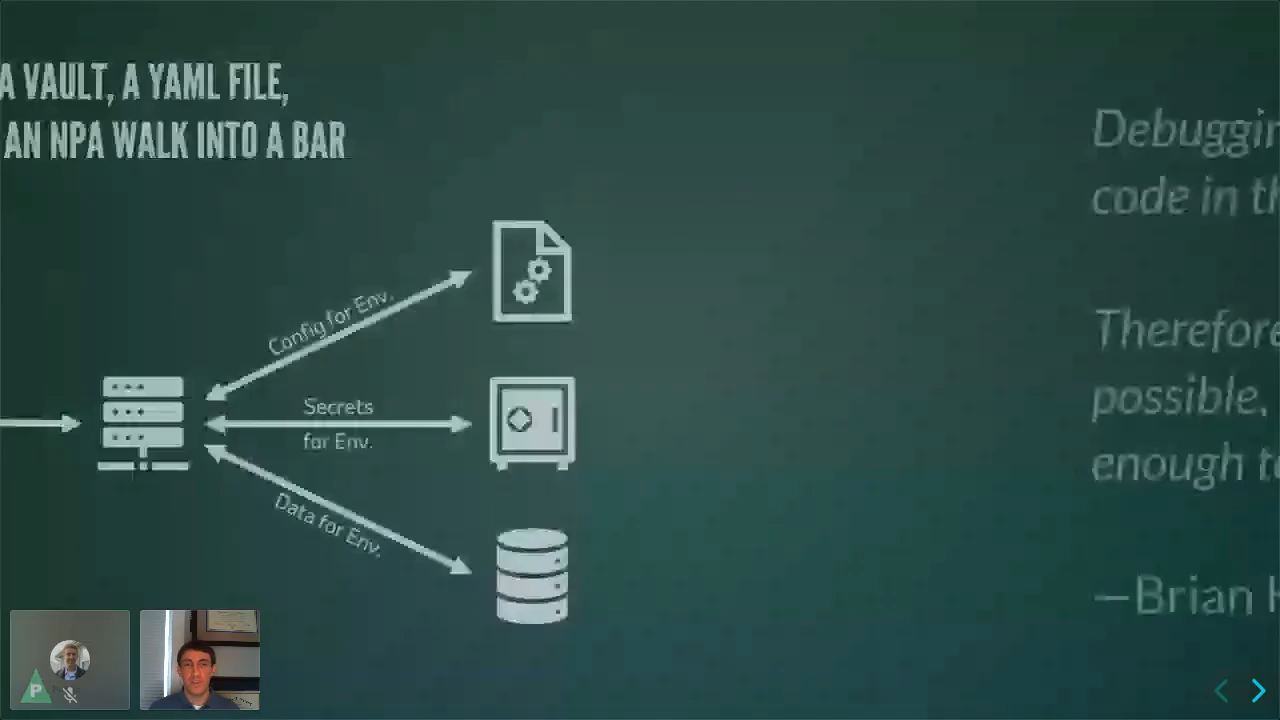 A VAULT, A YAML FILE,
AN NPA WALK INTO A BAR
Config for Env.
Secrets
for Env.
Data for Env.
Debuggin
code in th
Therefore
possible,
enough to
—Brian
P